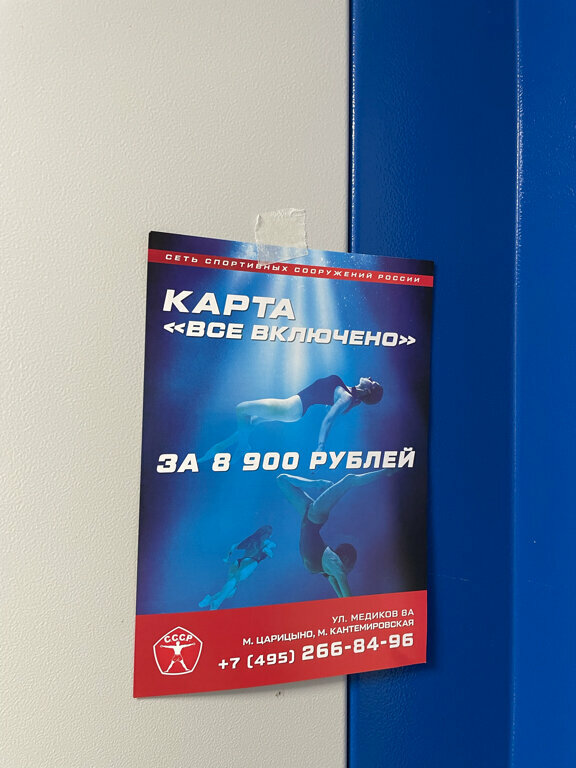 СЕТЬ СПОРТИВНЫХ СООРУЖЕНИЙ РОССИИ
КАРТА
«ВСЕ ВКЛЮЧЕНО»
ЗА 8 900 РУБЛЕЙ
УЛ. МЕДИКОВ 8А
М. ЦАРИЦЫНО, М. КАНТЕМИРОВСКАЯ
+7 (495) 266-84-96
СССР